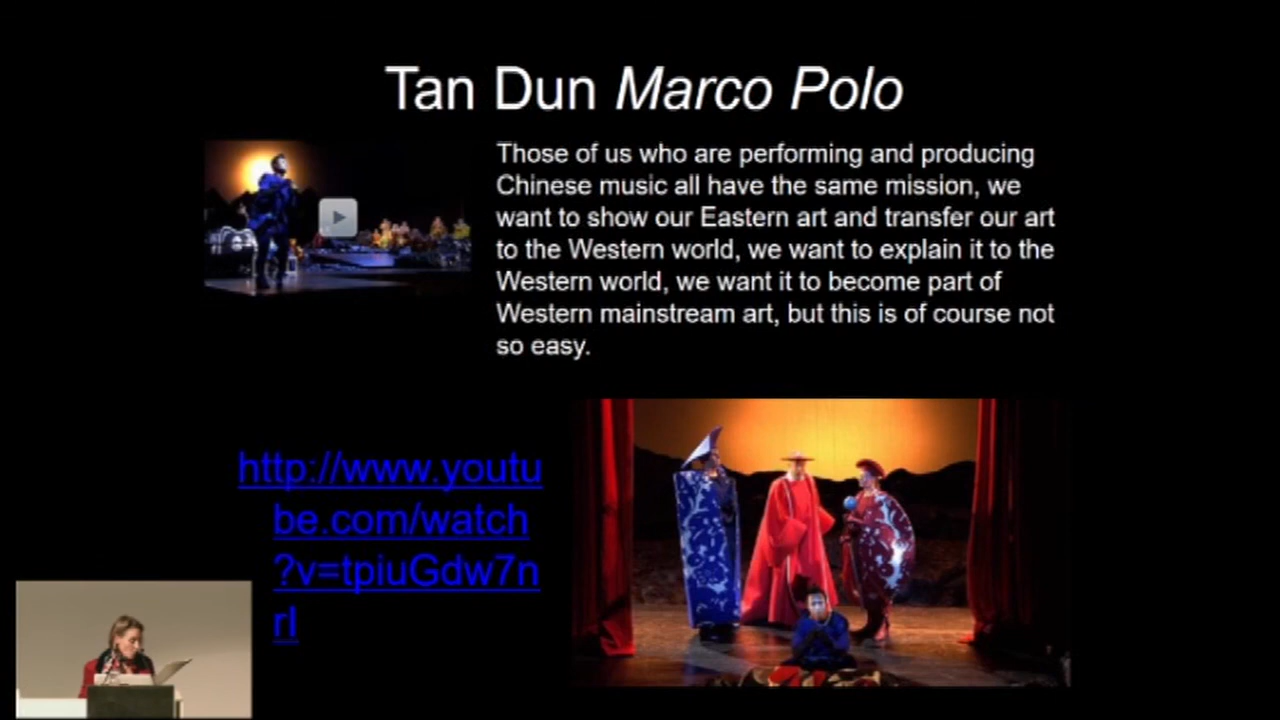 Tan Dun Marco Polo
Those of us who are performing and producing
Chinese music all have the same mission, we
want to show our Eastern art and transfer our art
to the Western world, we want to explain it to the
Western world, we want it to become part of
Western mainstream art, but this is of course not
so easy.
http://www.youtu
be.com/watch
?v=tpiuGdw7n
rI